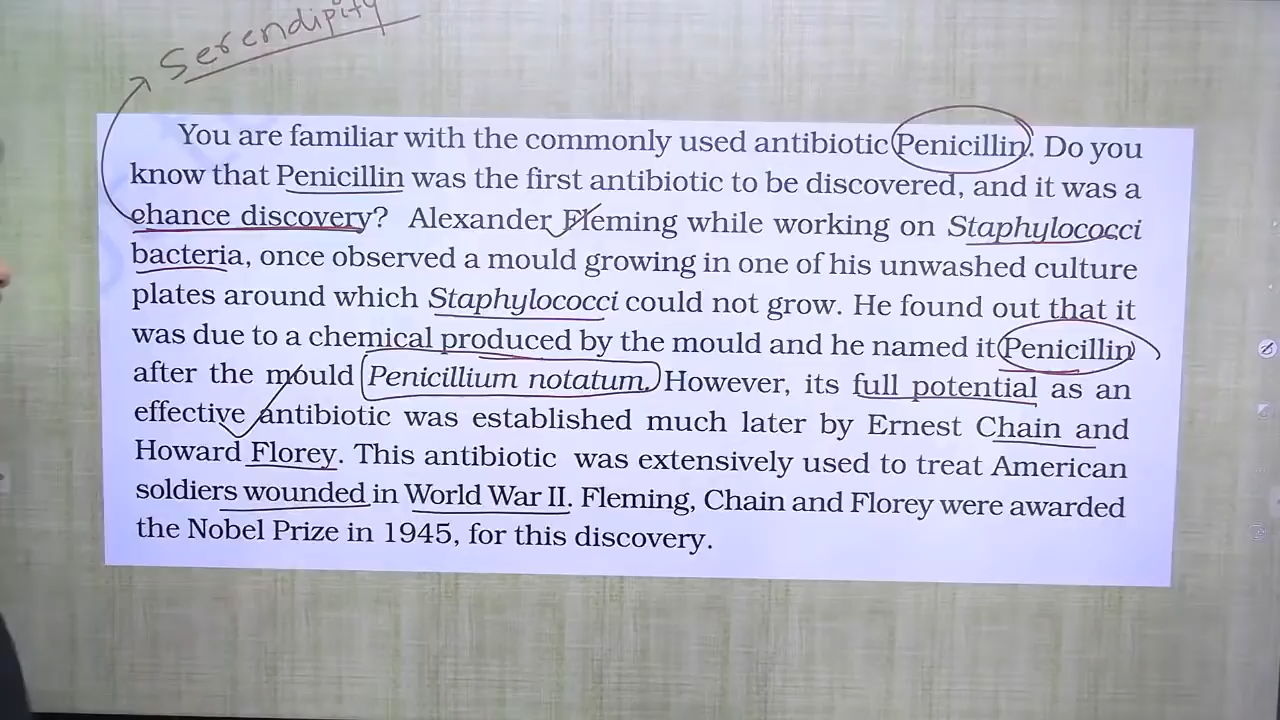 Serendipity
You are familiar with the commonly used antibiotic Penicillin. Do you
know that Penicillin was the first antibiotic to be discovered, and it was a
chance discovery? Alexander Fleming while working on Staphylococci
bacteria, once observed a mould growing in one of his unwashed culture
plates around which Staphylococci could not grow. He found out that it
was due to a chemical produced by the mould and he named it Penicillin
after the mould Penicillium notatum. However, its full potential as an
effective antibiotic was established much later by Ernest Chain and
Howard Florey. This antibiotic was extensively used to treat American
soldiers wounded in World War II. Fleming, Chain and Florey were awarded
the Nobel Prize in 1945, for this discovery.